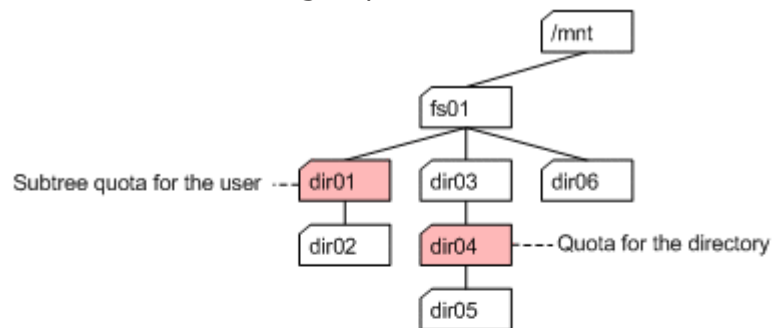 /mnt
fs01
Subtree quota for the user
dir01
dir03
dir06
dir02
dir04
Quota for the directory
dir05